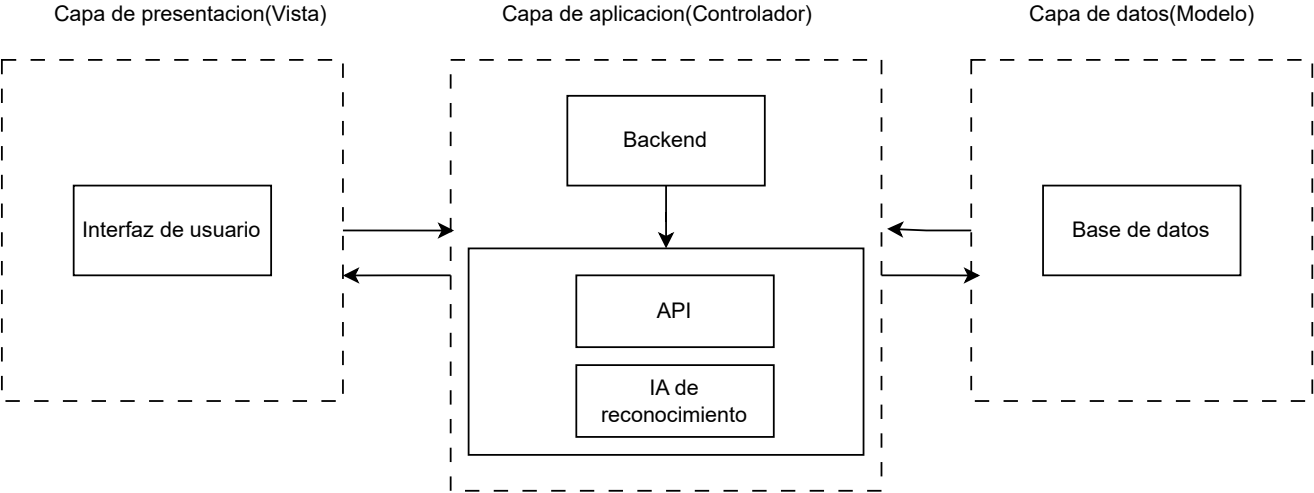 Capa de presentacion(Vista)
Capa de aplicacion(Controlador)
Capa de datos(Modelo)
Backend
Interfaz de usuario
Base de datos
API
IA de
reconocimiento